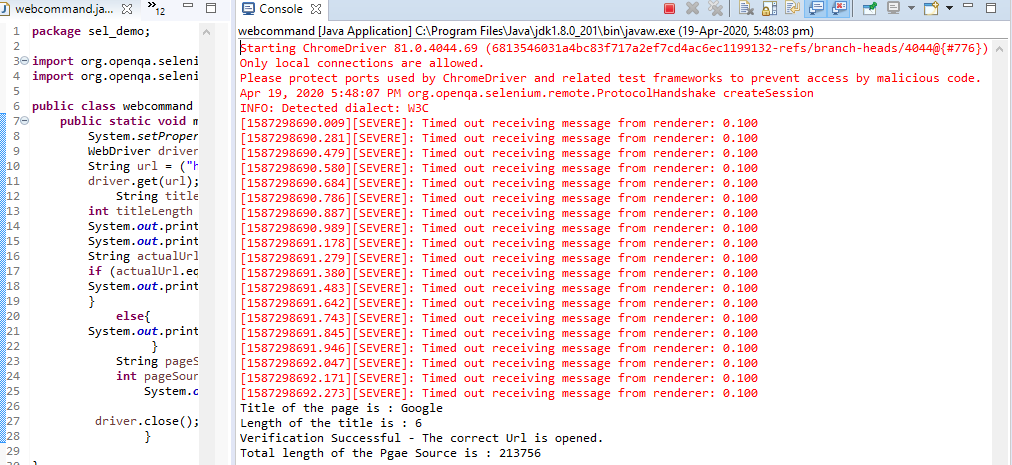 webcommand.ja...
12
Console
webcommand [Java Application] C:\Program Files\Java\jdk1.8.0_201\bin\javaw.exe (19-Apr-2020, 5:48:03 pm)
1 package sel_demo;
2
3 import org.openqa.seleni
4 import org.openqa.seleni
5
6 public class webcommand
7 public static void m
8 System.setProper
9 WebDriver driver
10 String url = ("h
11 driver.get(url);
12 String title
13 int titleLength
14 System.out.print
15 System.out.print
16 String actualUrl
17 if (actualUrl.eq
18 System.out.print
19 }
20 else{
21 System.out.print
22 }
23 String pageS
24 int pageSour
25 System.o
26
27 driver.close();
28 }
29
Starting ChromeDriver 81.0.4044.69 (6813546031a4bc83f717a2ef7cd4ac6ec1199132-refs/branch-heads/4044@{#776})
Only local connections are allowed.
Please protect ports used by ChromeDriver and related test frameworks to prevent access by malicious code.
Apr 19, 2020 5:48:07 PM org.openqa.selenium.remote.ProtocolHandshake createSession
INFO: Detected dialect: W3C
[1587298690.009][SEVERE]: Timed out receiving message from renderer: 0.100
[1587298690.281][SEVERE]: Timed out receiving message from renderer: 0.100
[1587298690.479][SEVERE]: Timed out receiving message from renderer: 0.100
[1587298690.580][SEVERE]: Timed out receiving message from renderer: 0.100
[1587298690.684][SEVERE]: Timed out receiving message from renderer: 0.100
[1587298690.786][SEVERE]: Timed out receiving message from renderer: 0.100
[1587298690.887][SEVERE]: Timed out receiving message from renderer: 0.100
[1587298690.989][SEVERE]: Timed out receiving message from renderer: 0.100
[1587298691.178][SEVERE]: Timed out receiving message from renderer: 0.100
[1587298691.279][SEVERE]: Timed out receiving message from renderer: 0.100
[1587298691.380][SEVERE]: Timed out receiving message from renderer: 0.100
[1587298691.483][SEVERE]: Timed out receiving message from renderer: 0.100
[1587298691.642][SEVERE]: Timed out receiving message from renderer: 0.100
[1587298691.743][SEVERE]: Timed out receiving message from renderer: 0.100
[1587298691.845][SEVERE]: Timed out receiving message from renderer: 0.100
[1587298691.946][SEVERE]: Timed out receiving message from renderer: 0.100
[1587298692.047][SEVERE]: Timed out receiving message from renderer: 0.100
[1587298692.171][SEVERE]: Timed out receiving message from renderer: 0.100
[1587298692.273][SEVERE]: Timed out receiving message from renderer: 0.100
Title of the page is : Google
Length of the title is : 6
Verification Successful - The correct Url is opened.
Total length of the Pgae Source is : 213756